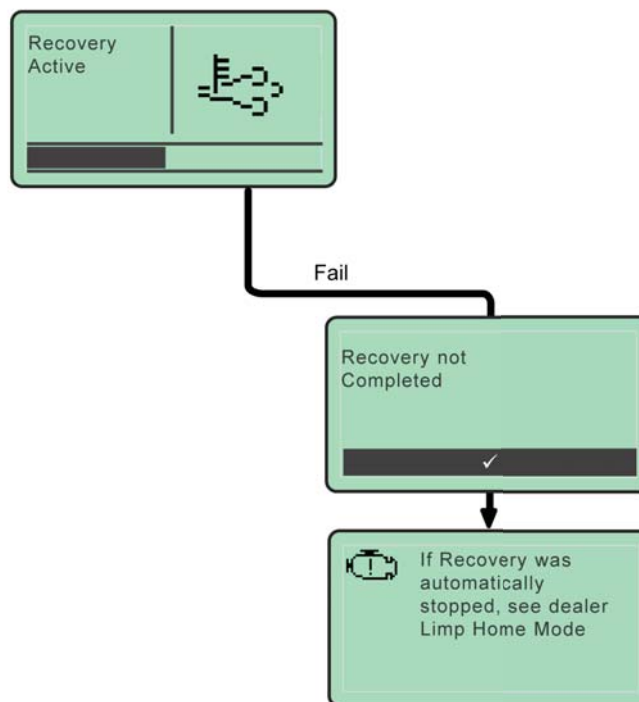 Recovery
Active
Fail
Recovery not
Completed
If Recovery was
automatically
stopped, see dealer
Limp Home Mode